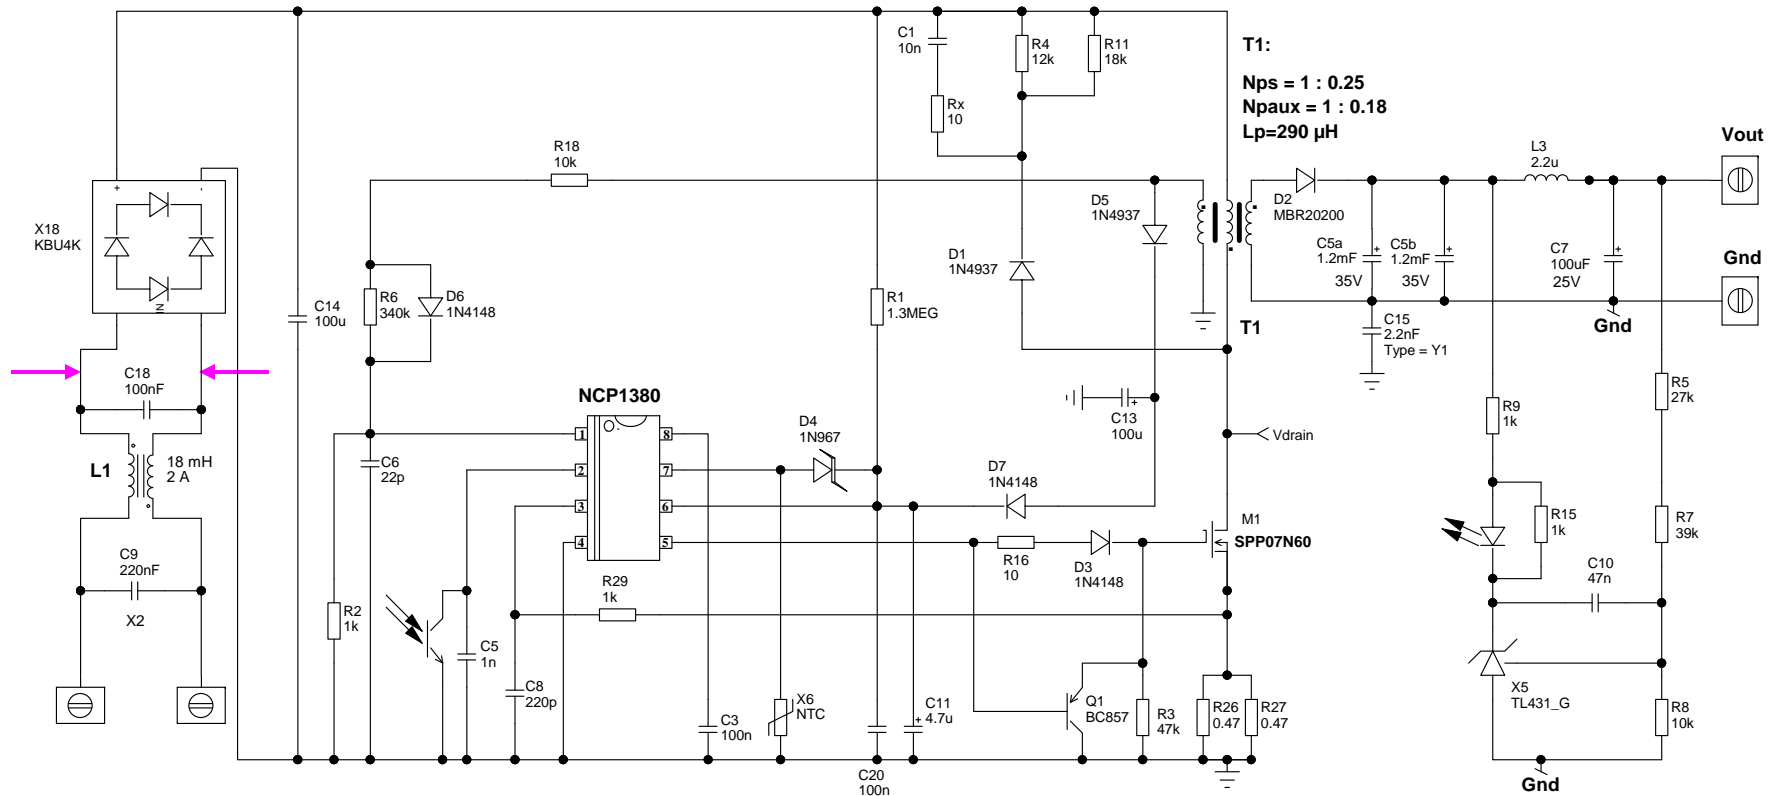 C1
10n
R4
12k
R11
18k
T1:
Nps = 1 : 0.25
Npaux = 1 : 0.18
Lp=290 µH
Rx
10
Vout
L3
2.2u
R18
10k
+
-
X18
KBU4K
IN
D5
1N4937
D2
MBR20200
C5a
1.2mF
35V
+
C5b
1.2mF
35V
+
C7
100uF
25V
+
Gnd
D1
1N4937
R6
340k
D6
1N4148
C14
100u
R1
1.3MEG
T1
C15
2.2nF
Type = Y1
Gnd
C18
100nF
NCP1380
R5
27k
R9
1k
C13
100u
+
Vdrain
D4
1N967
1
2
3
4
8
7
6
5
L1
18 mH
2 A
C6
22p
D7
1N4148
M1
SPP07N60
R15
1k
R7
39k
C9
220nF
X2
R16
10
D3
1N4148
R29
1k
C10
47n
R2
1k
C5
1n
C8
220p
C3
100n
X6
NTC
C11
4.7u
+
Q1
BC857
R3
47k
R26
0.47
R27
0.47
X5
TL431_G
R8
10k
C20
100n
Gnd